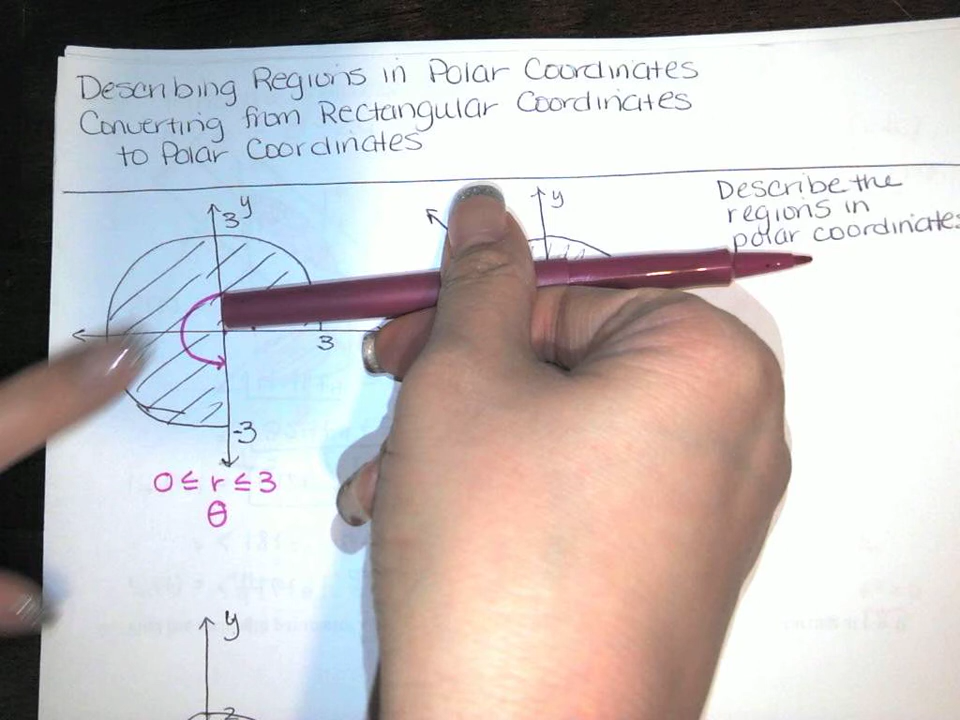 Describing Regions in Polar Coordinates
Converting from Rectangular Coordinates
to Polar Coordinates
3 y
y
Describe the
regions in
polar coordinates
3
-3
0 ≤ r ≤ 3
θ
y
2